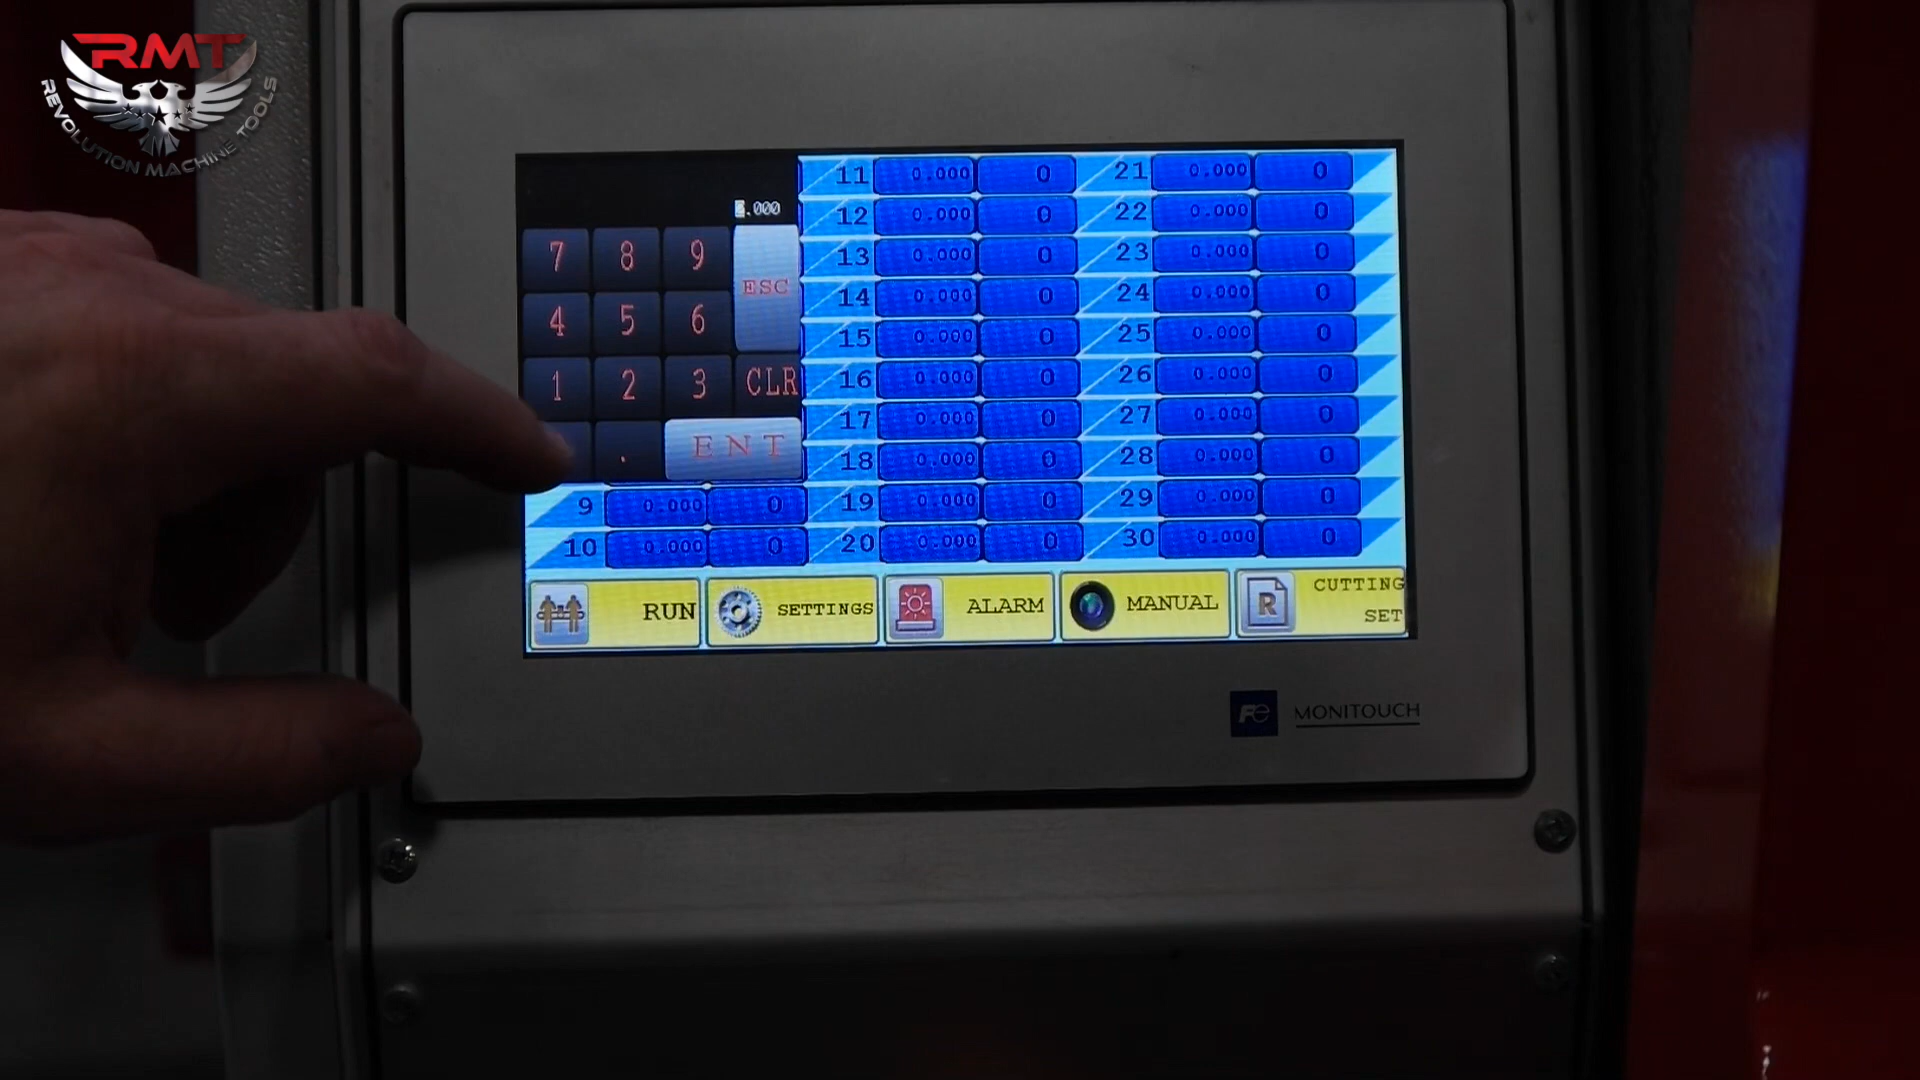 RMT
REVOLUTION MACHINE TOOLS
.000
7 8 9 ESC
4 5 6
1 2 3 CLR
. ENT
9 0.000 0
10 0.000 0
11 0.000 0
12 0.000 0
13 0.000 0
14 0.000 0
15 0.000 0
16 0.000 0
17 0.000 0
18 0.000 0
19 0.000 0
20 0.000 0
21 0.000 0
22 0.000 0
23 0.000 0
24 0.000 0
25 0.000 0
26 0.000 0
27 0.000 0
28 0.000 0
29 0.000 0
30 0.000 0
RUN
SETTINGS
ALARM
MANUAL
R
CUTTING
SET
Fe MONITOUCH